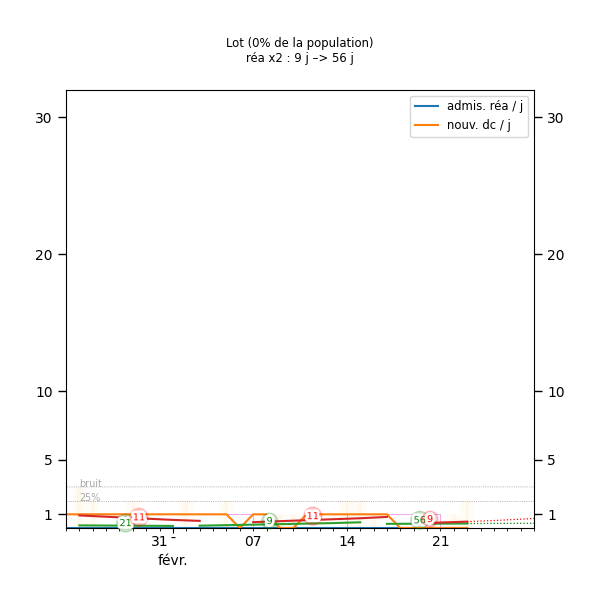 Lot (0% de la population)
réa x2 : 9 j –> 56 j
admis. réa / j
nouv. dc / j
30 30
20 20
10 10
5 5
bruit
25%
1 1
21 11 9 11 56 9
31 - 07 14 21
févr.